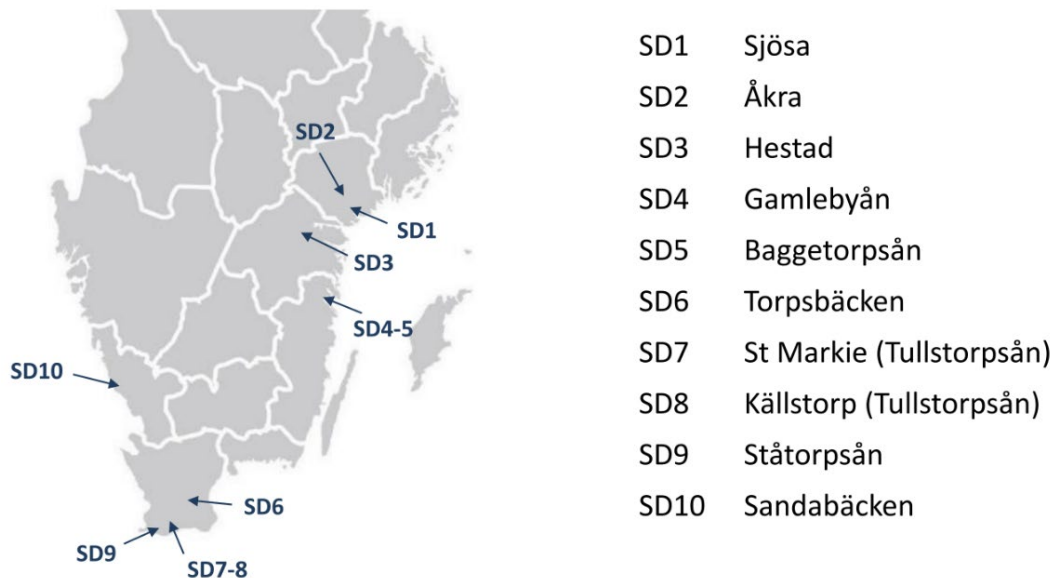 SD2
SD1
SD3
SD4-5
SD10
SD6
SD9
SD7-8
SD1 Sjösa
SD2 Åkra
SD3 Hestad
SD4 Gamlebyån
SD5 Baggetorpsån
SD6 Torpsbäcken
SD7 St Markie (Tullstorpsån)
SD8 Källstorp (Tullstorpsån)
SD9 Ståtorpsån
SD10 Sandabäcken